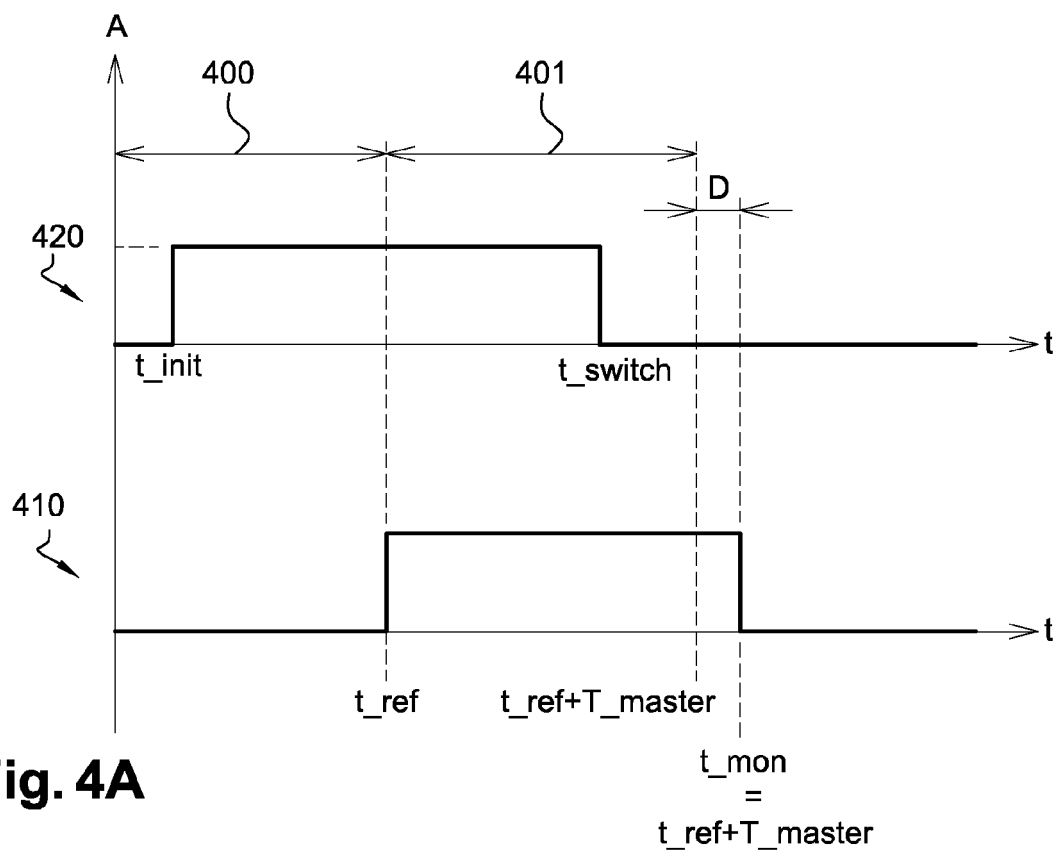 A
400
401
D
420
t
t_init
t_switch
410
t
t_ref
t_ref+T_master
t_mon
=
t_ref+T_master
ig. 4A